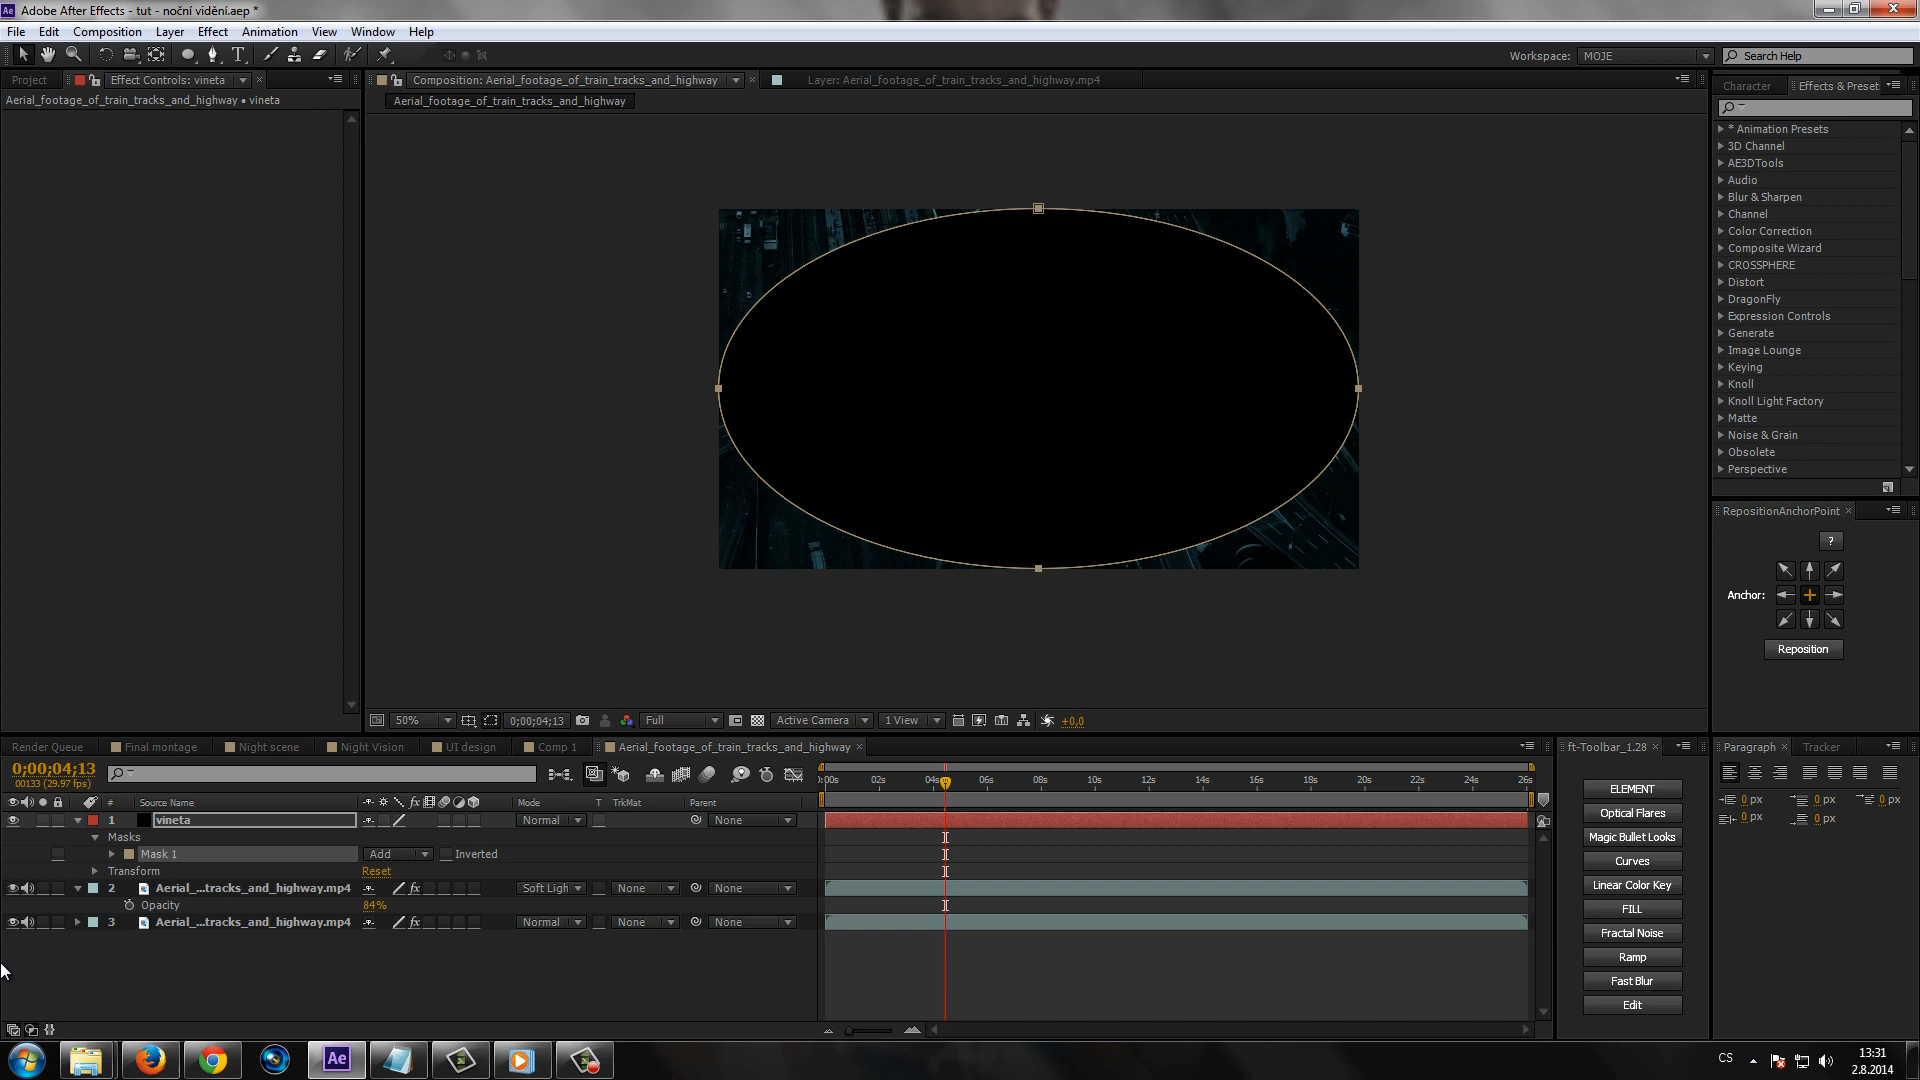 Adobe After Effects - tut - noční vidění.aep *
File Edit Composition Layer Effect Animation View Window Help
Workspace: MOJE Search Help
Project Effect Controls: vineta Composition: Aerial_footage_of_train_tracks_and_highway Layer: Aerial_footage_of_train_tracks_and_highway.mp4 Character Effects & Preset
Aerial_footage_of_train_tracks_and_highway • vineta Aerial_footage_of_train_tracks_and_highway
* Animation Presets
3D Channel
AE3DTools
Audio
Blur & Sharpen
Channel
Color Correction
Composite Wizard
CROSSPHERE
Distort
DragonFly
Expression Controls
Generate
Image Lounge
Keying
Knoll
Knoll Light Factory
Matte
Noise & Grain
Obsolete
Perspective
RepositionAnchorPoint
?
Anchor:
Reposition
50% 0;00;04;13 Full Active Camera 1 View +0,0
Render Queue Final montage Night scene Night Vision UI design Comp 1 Aerial_footage_of_train_tracks_and_highway ft-Toolbar_1.28 Paragraph Tracker
0;00;04;13
00133 (29.97 fps)
0:00s 02s 04s 06s 08s 10s 12s 14s 16s 18s 20s 22s 24s 26s
# Source Name fx Mode T TrkMat Parent
1 vineta Normal None
Masks
Mask 1 Add Inverted
Transform Reset
2 Aerial_...tracks_and_highway.mp4 fx Soft Ligh None None
Opacity 84%
3 Aerial_...tracks_and_highway.mp4 fx Normal None None
ELEMENT
Optical Flares
Magic Bullet Looks
Curves
Linear Color Key
FILL
Fractal Noise
Ramp
Fast Blur
Edit
0 px 0 px 0 px
0 px 0 px
Ae
CS
13:31
2.8.2014